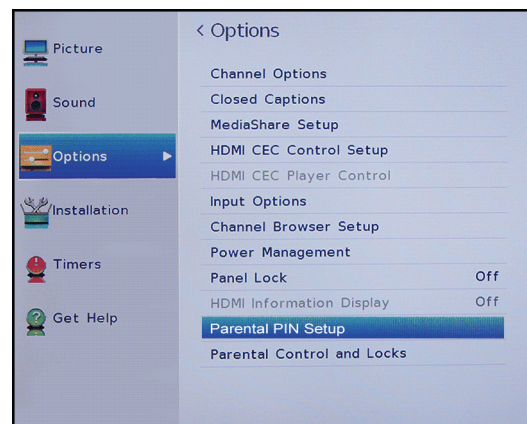 Picture
Sound
Options
Installation
Timers
Get Help
< Options
Channel Options
Closed Captions
MediaShare Setup
HDMI CEC Control Setup
HDMI CEC Player Control
Input Options
Channel Browser Setup
Power Management
Panel Lock Off
HDMI Information Display Off
Parental PIN Setup
Parental Control and Locks